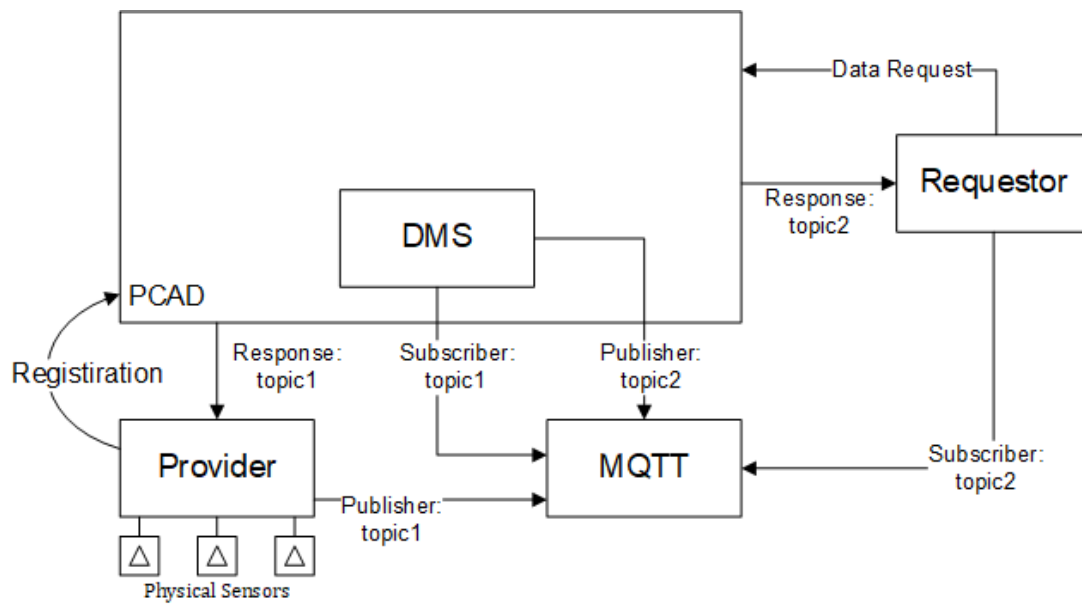 Data Request
Requestor
Response:
topic2
DMS
PCAD
Registiration
Response:
topic1
Subscriber:
topic1
Publisher:
topic2
Provider
MQTT
Subscriber:
topic2
Publisher:
topic1
Physical Sensors